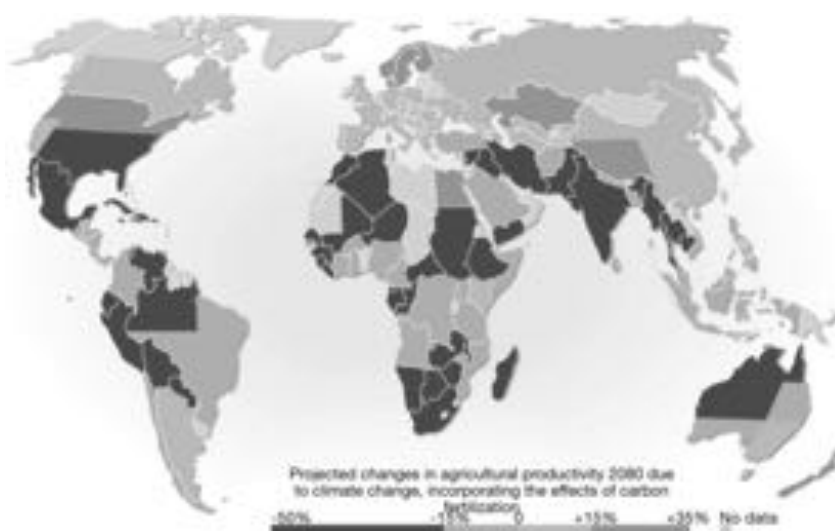 Projected changes in agricultural productivity 2080 due
to climate change, incorporating the effects of carbon
fertilization
-50% -15% 0 +15% +35% No data